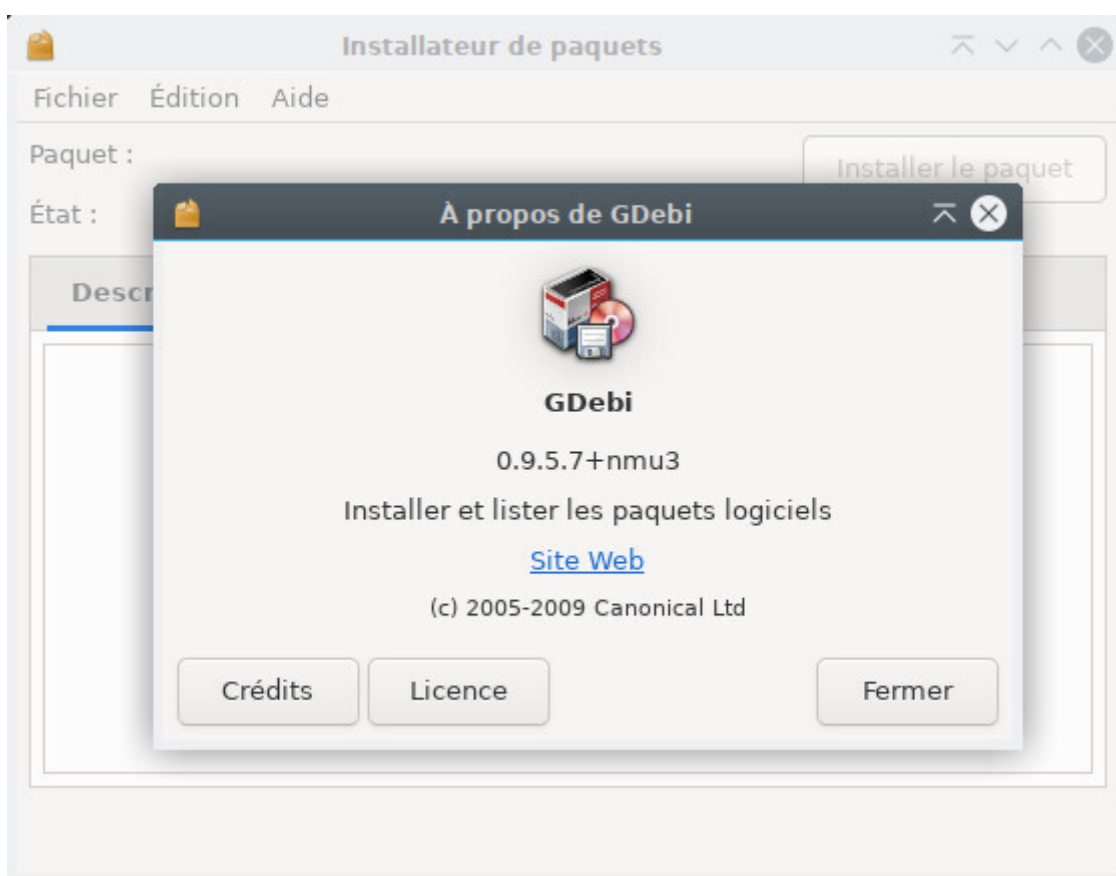 Installateur de paquets
Fichier Édition Aide
Paquet :
Installer le paquet
État :
À propos de GDebi
Descr
GDebi
0.9.5.7+nmu3
Installer et lister les paquets logiciels
Site Web
(c) 2005-2009 Canonical Ltd
Crédits Licence Fermer